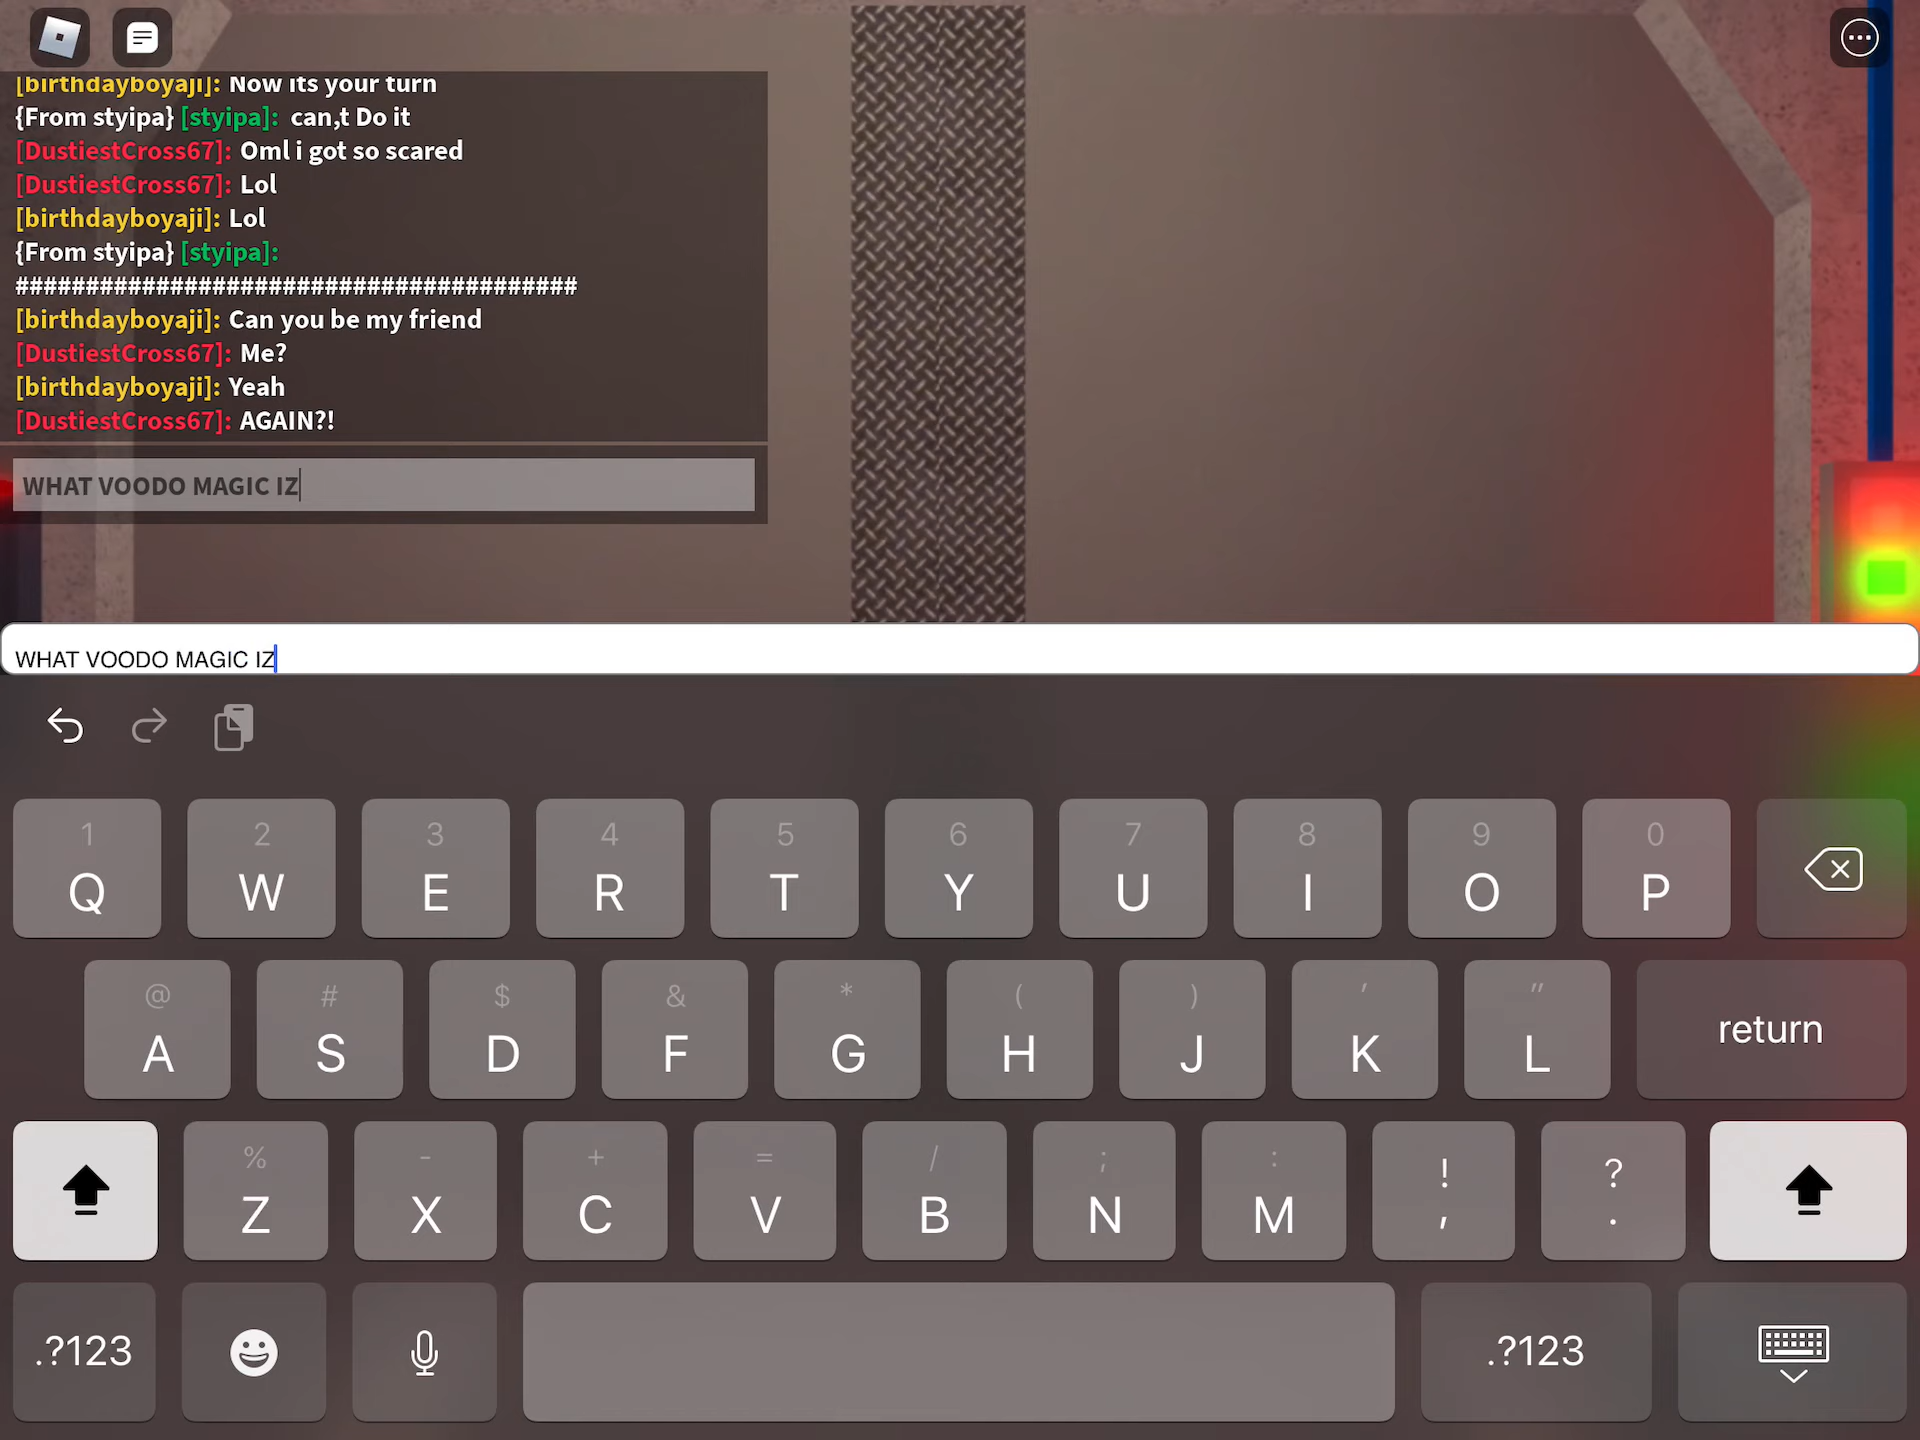 [birthdayboyaji]: Now its your turn
{From styipa} [styipa]: can,t Do it
[DustiestCross67]: Oml i got so scared
[DustiestCross67]: Lol
[birthdayboyaji]: Lol
{From styipa} [styipa]:
########################################
[birthdayboyaji]: Can you be my friend
[DustiestCross67]: Me?
[birthdayboyaji]: Yeah
[DustiestCross67]: AGAIN?!
WHAT VOODO MAGIC IZ
WHAT VOODO MAGIC IZ
1 2 3 4 5 6 7 8 9 0
Q W E R T Y U I O P
@ # $ & * ( ) ' "
A S D F G H J K L return
% - + = / ; : ! ?
Z X C V B N M , .
.?123 .?123